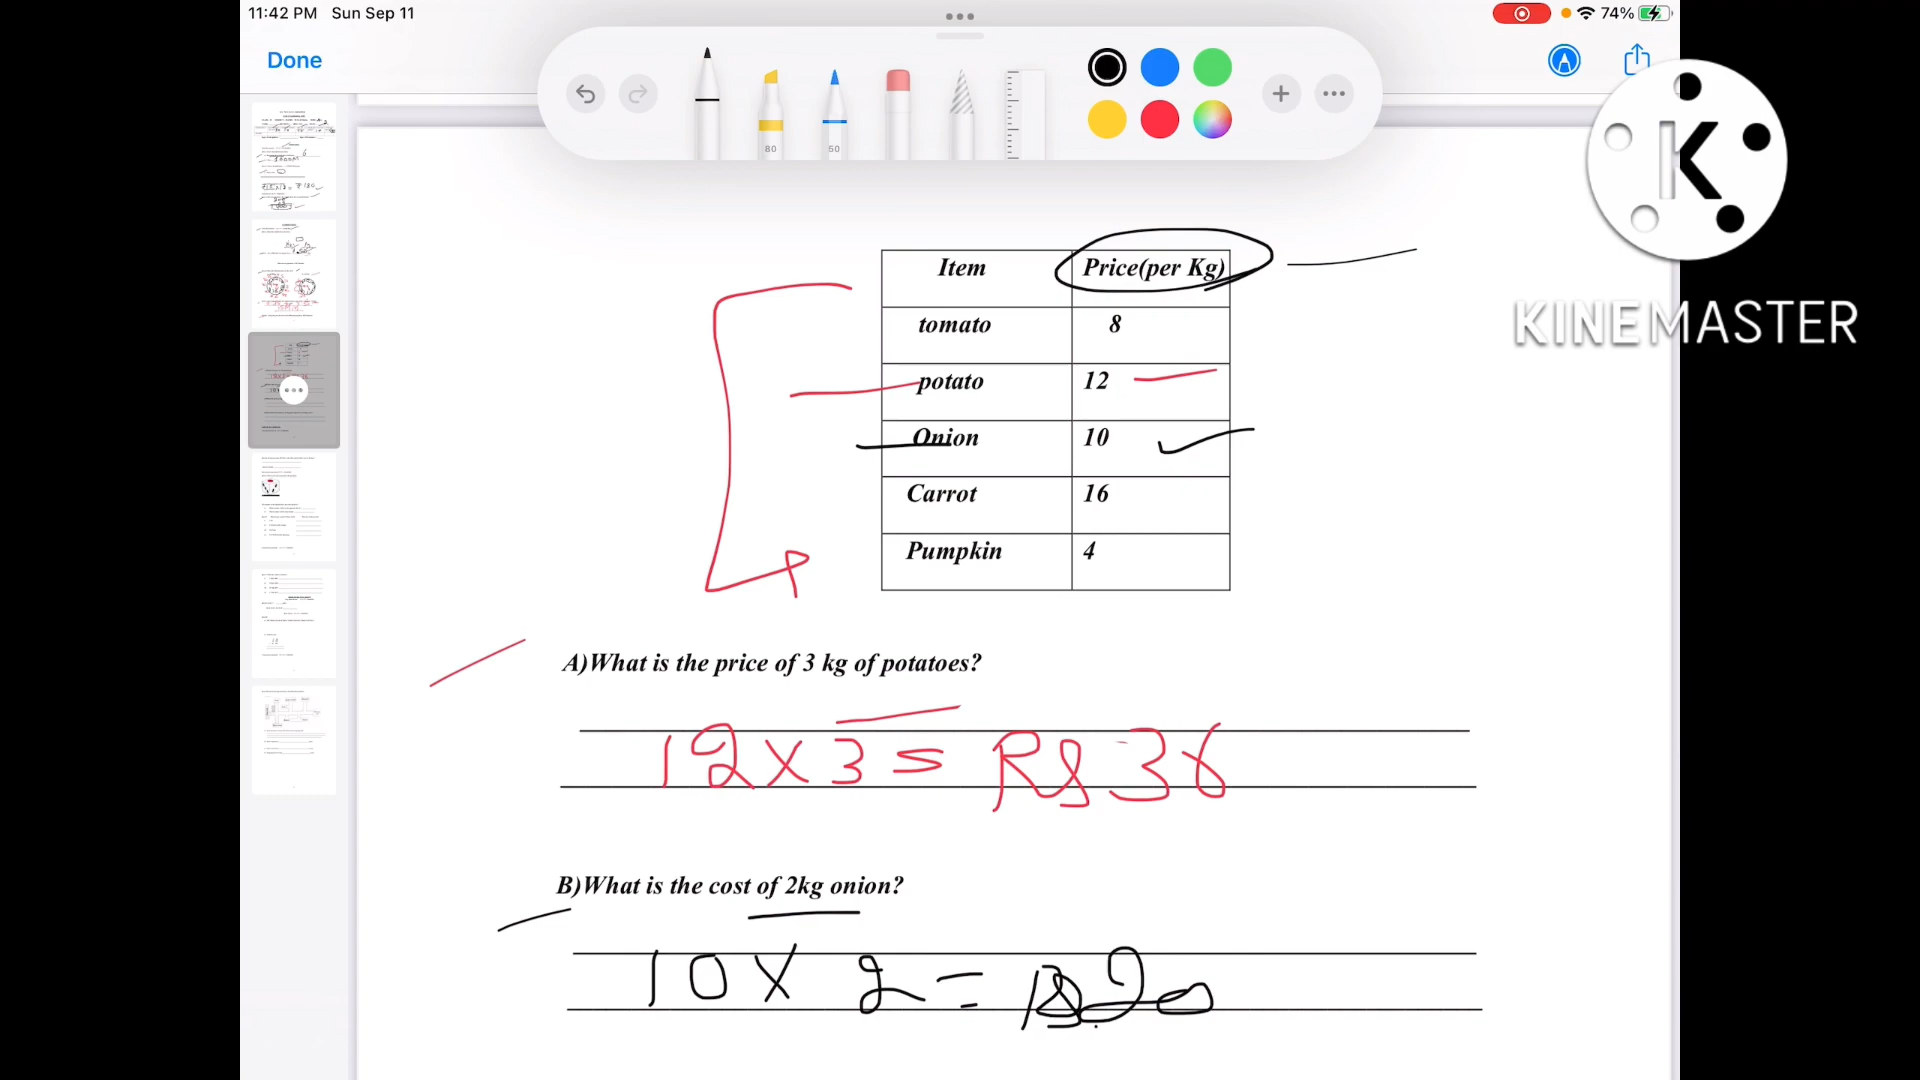 11:42 PM Sun Sep 11
74%
Done
80
50
K
KINEMASTER
Item Price(per Kg)
tomato 8
potato 12
Onion 10
Carrot 16
Pumpkin 4
A)What is the price of 3 kg of potatoes?
12 x 3 = Rs 36
B)What is the cost of 2kg onion?
10 x 2 = Rs 20